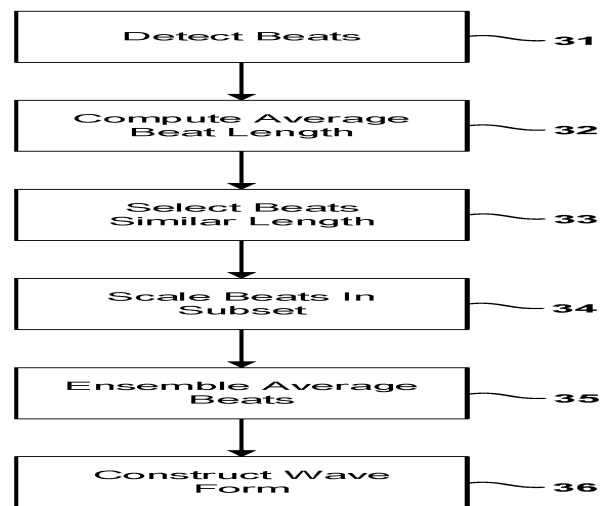 Detect Beats
31
Compute Average
Beat Length
32
Select Beats
Similar Length
33
Scale Beats In
Subset
34
Ensemble Average
Beats
35
Construct Wave
Form
36